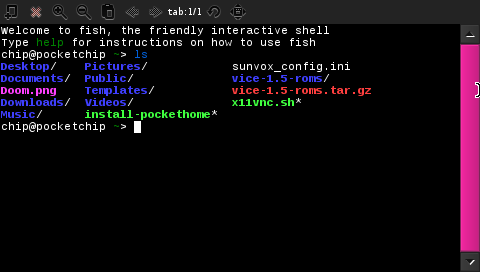 tab:1/1
Welcome to fish, the friendly interactive shell
Type help for instructions on how to use fish
chip@pocketchip ~> ls
Desktop/ Pictures/ sunvox_config.ini
Documents/ Public/ vice-1.5-roms/
Doom.png Templates/ vice-1.5-roms.tar.gz
Downloads/ Videos/ x11vnc.sh*
Music/ install-pockethome*
chip@pocketchip ~>